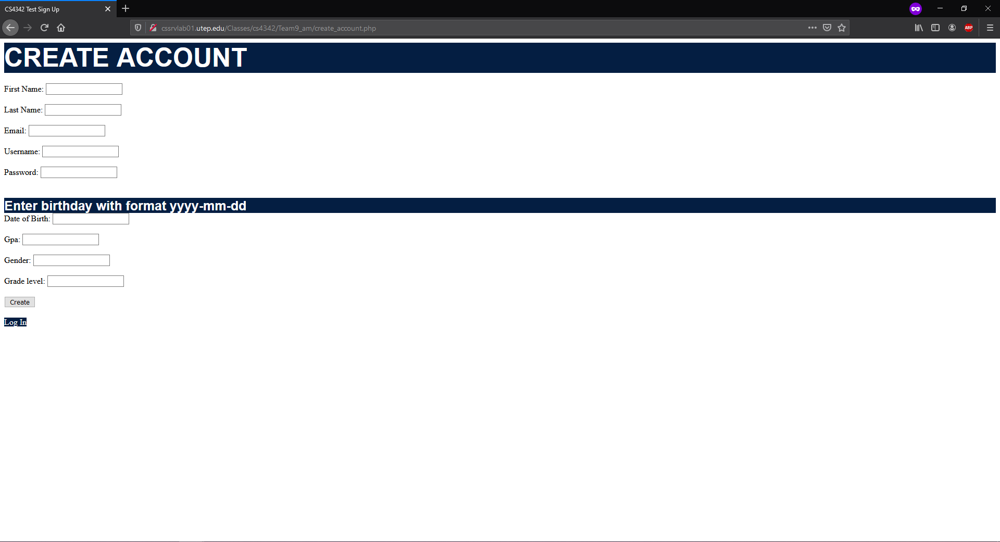 CS4342 Test Sign Up
cssrvlab01.utep.edu/Classes/cs4342/Team9_am/create_account.php
ABP
CREATE ACCOUNT
First Name:
Last Name:
Email:
Username:
Password:
Enter birthday with format yyyy-mm-dd
Date of Birth:
Gpa:
Gender:
Grade level:
Create
Log In